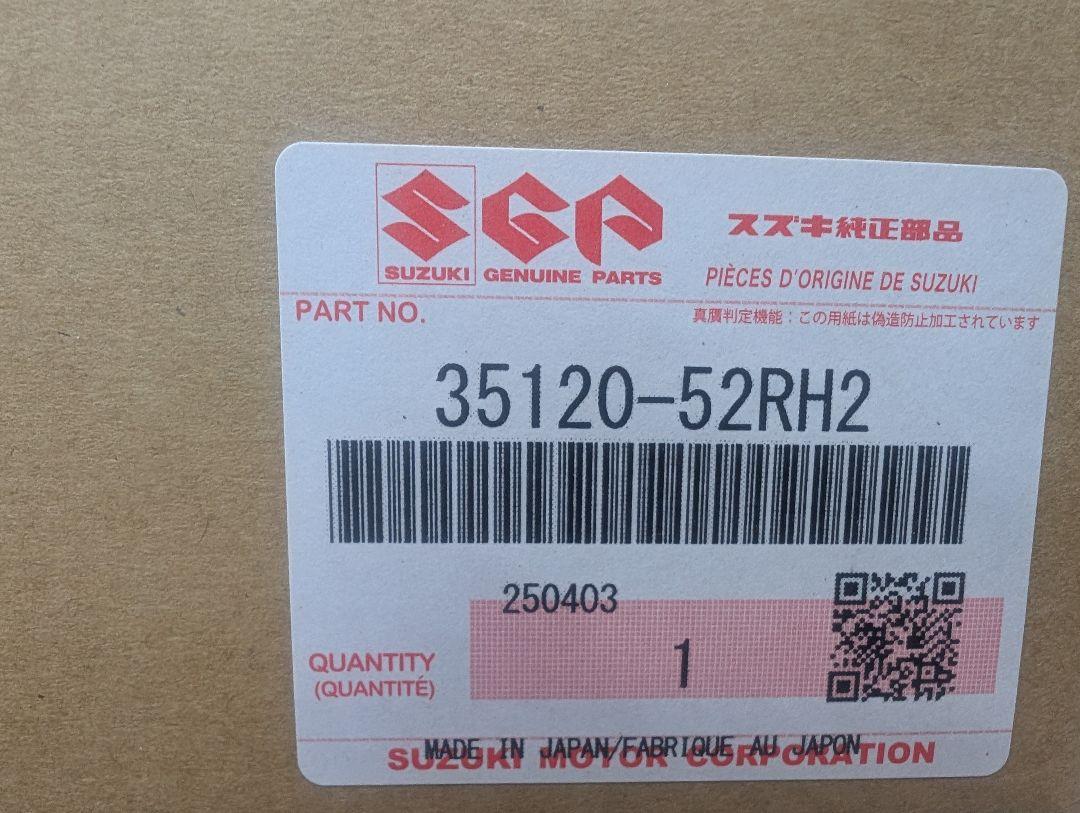 SUZUKI
SGP
GENUINE PARTS
スズキ純正部品
PIÈCES D'ORIGINE DE SUZUKI
PART NO.
真贋判定機能：この用紙は偽造防止加工されています
35120-52RH2
250403
QUANTITY
(QUANTITÉ)
1
MADE IN JAPAN/FABRIQUE AU JAPON
SUZUKI MOTOR CORPORATION